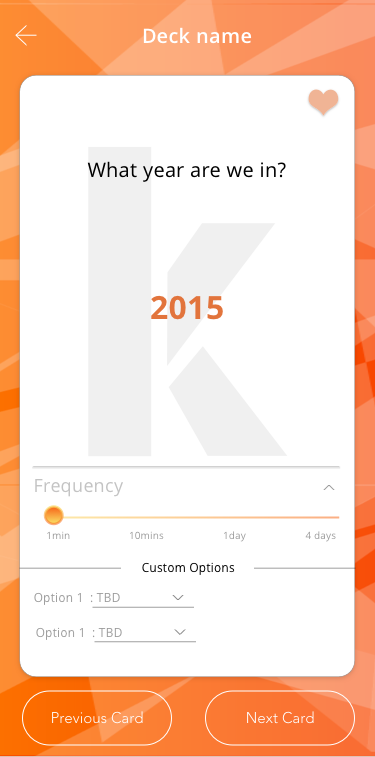 Deck name
What year are we in?
2015
Frequency
1min 10mins 1day 4 days
Custom Options
Option 1 : TBD
Option 1 : TBD
Previous Card Next Card